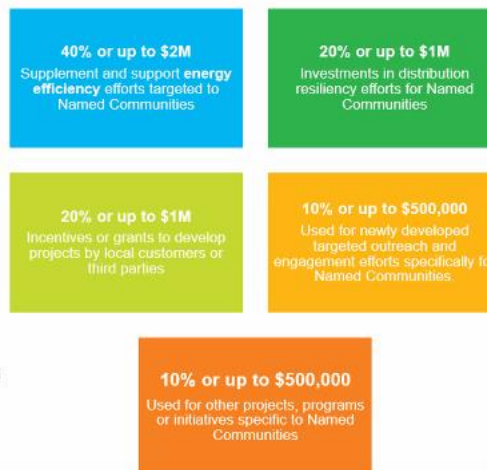 40% or up to $2M
Supplement and support energy
efficiency efforts targeted to
Named Communities
20% or up to $1M
Investments in distribution
resiliency efforts for Named
Communities
20% or up to $1M
Incentives or grants to develop
projects by local customers or
third parties
10% or up to $500,000
Used for newly developed
targeted outreach and
engagement efforts specifically fo
Named Communities.
10% or up to $500,000
Used for other projects, programs
or initiatives specific to Named
Communities